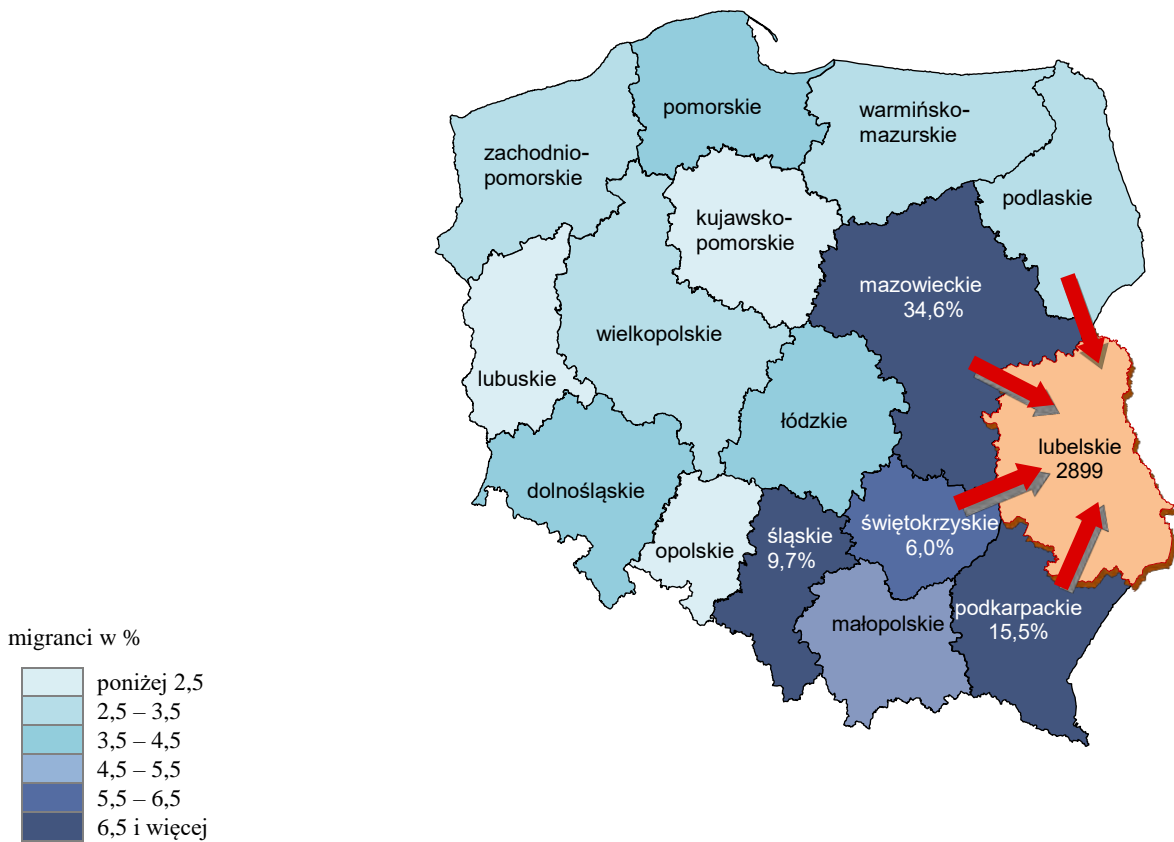 pomorskie
warmińsko-
mazurskie
zachodnio-
pomorskie
podlaskie
kujawsko-
pomorskie
mazowieckie
34,6%
wielkopolskie
lubuskie
łódzkie
lubelskie
2899
dolnośląskie
świętokrzyskie
6,0%
śląskie
9,7%
opolskie
podkarpackie
15,5%
małopolskie
migranci w %
poniżej 2,5
2,5 – 3,5
3,5 – 4,5
4,5 – 5,5
5,5 – 6,5
6,5 i więcej